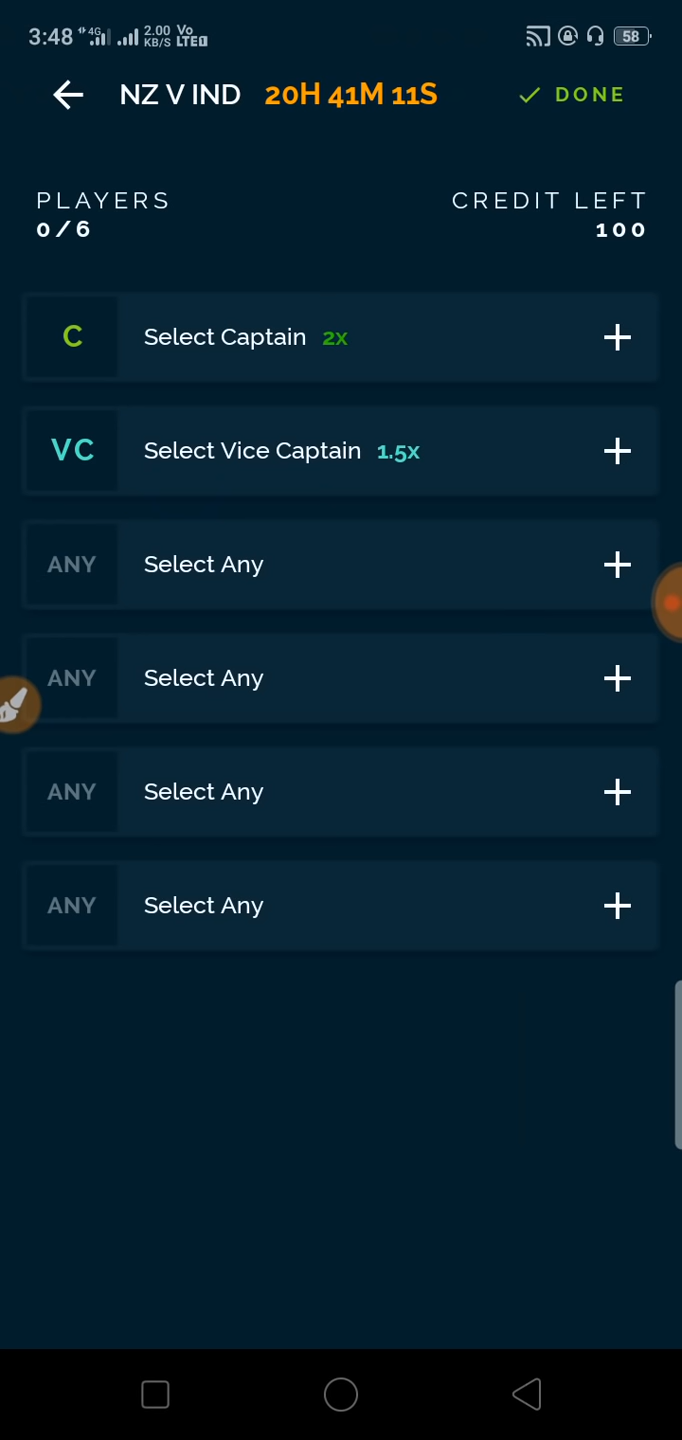 3:48 4G 2.00 KB/S Vo LTE 58
NZ V IND 20H 41M 11S DONE
PLAYERS CREDIT LEFT
0/6 100
C Select Captain 2x
VC Select Vice Captain 1.5x
ANY Select Any
ANY Select Any
ANY Select Any
ANY Select Any